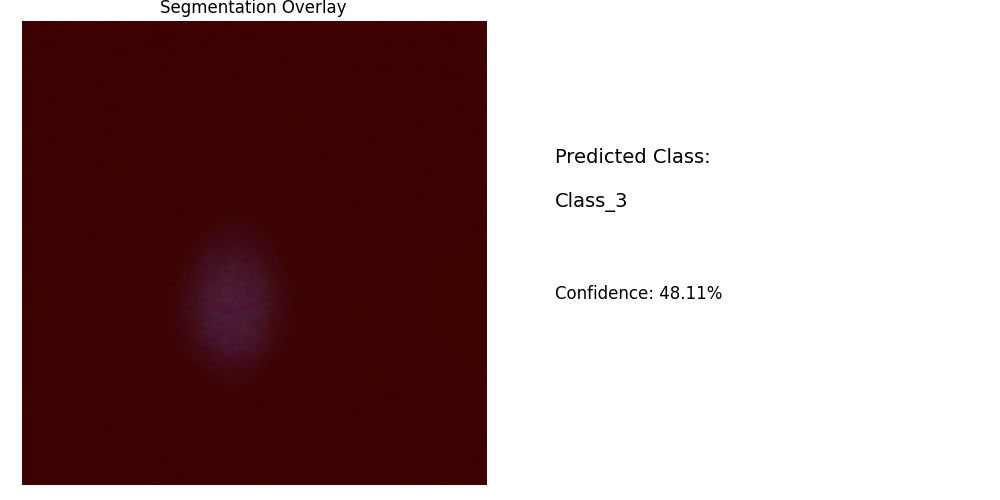 Segmentation Overlay
Predicted Class:
Class_3
Confidence: 48.11%